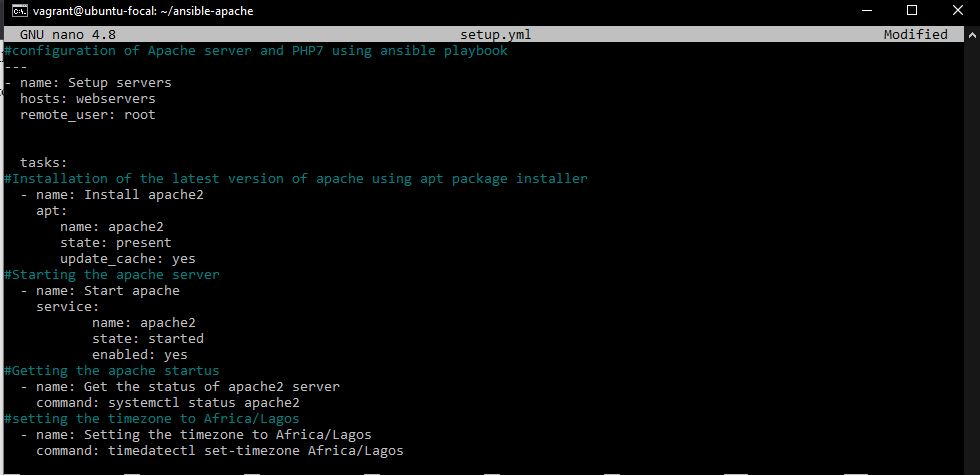 vagrant@ubuntu-focal: ~/ansible-apache
GNU nano 4.8 setup.yml Modified
#configuration of Apache server and PHP7 using ansible playbook
---
- name: Setup servers
  hosts: webservers
  remote_user: root
  tasks:
#Installation of the latest version of apache using apt package installer
  - name: Install apache2
    apt:
       name: apache2
       state: present
       update_cache: yes
#Starting the apache server
  - name: Start apache
    service:
           name: apache2
           state: started
           enabled: yes
#Getting the apache startus
  - name: Get the status of apache2 server
    command: systemctl status apache2
#setting the timezone to Africa/Lagos
  - name: Setting the timezone to Africa/Lagos
    command: timedatectl set-timezone Africa/Lagos